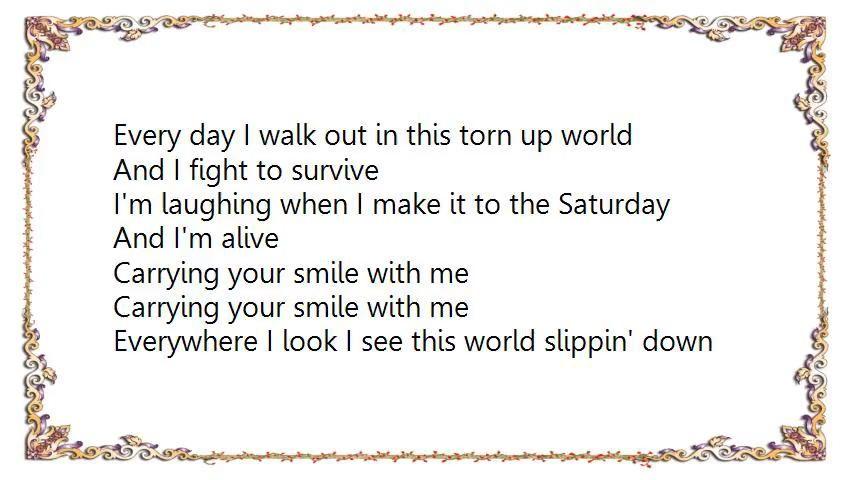 Every day I walk out in this torn up world
And I fight to survive
I'm laughing when I make it to the Saturday
And I'm alive
Carrying your smile with me
Carrying your smile with me
Everywhere I look I see this world slippin' down